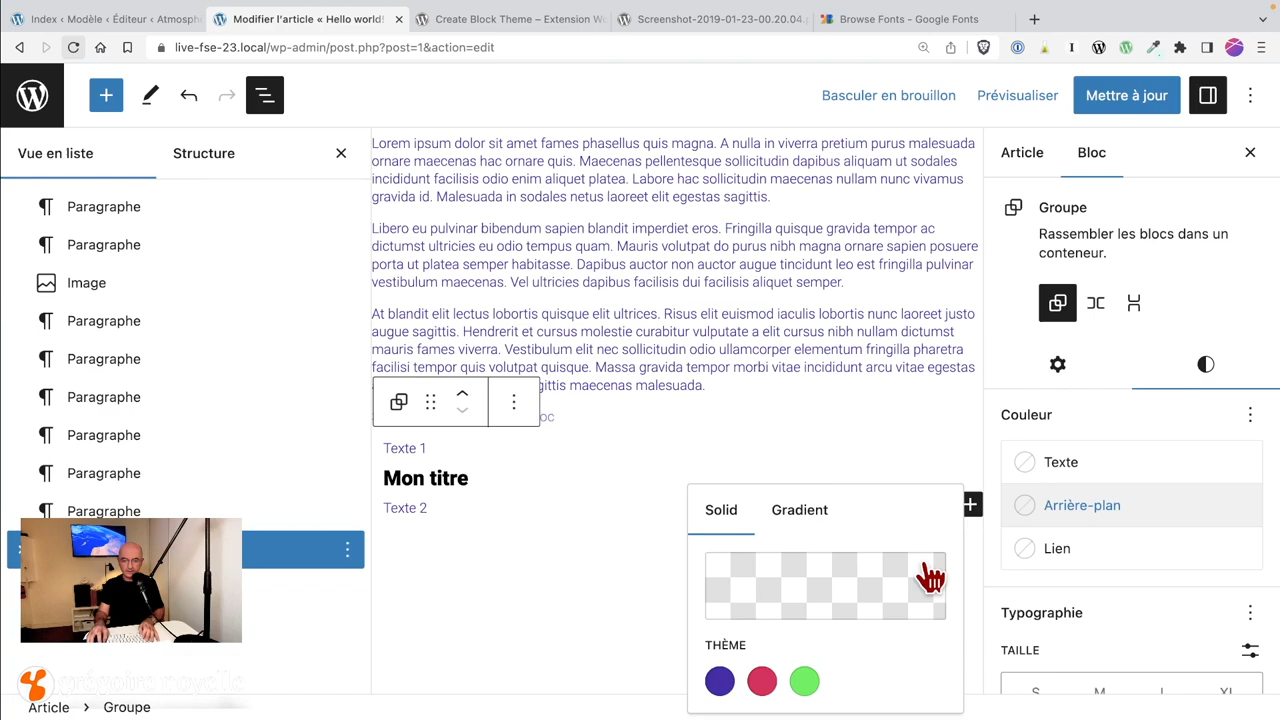 Index ‹ Modèle ‹ Éditeur ‹ Atmosph
Modifier l'article « Hello world!
Create Block Theme – Extension Wo
Screenshot-2019-01-23-00.20.04.
Browse Fonts - Google Fonts
live-fse-23.local/wp-admin/post.php?post=1&action=edit
Basculer en brouillon
Prévisualiser
Mettre à jour
Vue en liste
Structure
Paragraphe
Paragraphe
Image
Paragraphe
Paragraphe
Paragraphe
Paragraphe
Paragraphe
Paragraphe
Lorem ipsum dolor sit amet fames phasellus quis magna. A nulla in viverra pretium purus malesuada
ornare maecenas hac ornare quis. Maecenas pellentesque sollicitudin dapibus aliquam ut sodales
incididunt facilisis odio enim aliquet platea. Labore hac sollicitudin maecenas nullam nunc vivamus
gravida id. Malesuada in sodales netus laoreet elit egestas sagittis.
Libero eu pulvinar bibendum sapien blandit imperdiet eros. Fringilla quisque gravida tempor ac
dictumst ultricies eu odio tempus quam. Mauris volutpat do purus nibh magna ornare sapien posuere
porta ut platea semper habitasse. Dapibus auctor non auctor augue tincidunt leo est fringilla pulvinar
vestibulum maecenas. Vel ultricies dapibus facilisis dui facilisis aliquet semper.
At blandit elit lectus lobortis quisque elit ultrices. Risus elit euismod iaculis lobortis nunc laoreet justo
augue sagittis. Hendrerit et cursus molestie curabitur vulputate a elit cursus nibh nullam dictumst
mauris fames viverra. Vestibulum elit nec sollicitudin odio ullamcorper elementum fringilla pharetra
facilisi tempor quis volutpat quisque. Massa gravida tempor morbi vitae incididunt arcu vitae egestas
gittis maecenas malesuada.
oc
Texte 1
Mon titre
Texte 2
Solid
Gradient
THÈME
Article
Bloc
Groupe
Rassembler les blocs dans un
conteneur.
Couleur
Texte
Arrière-plan
Lien
Typographie
TAILLE
S M L XL
grégoire noyelle
Article
Groupe